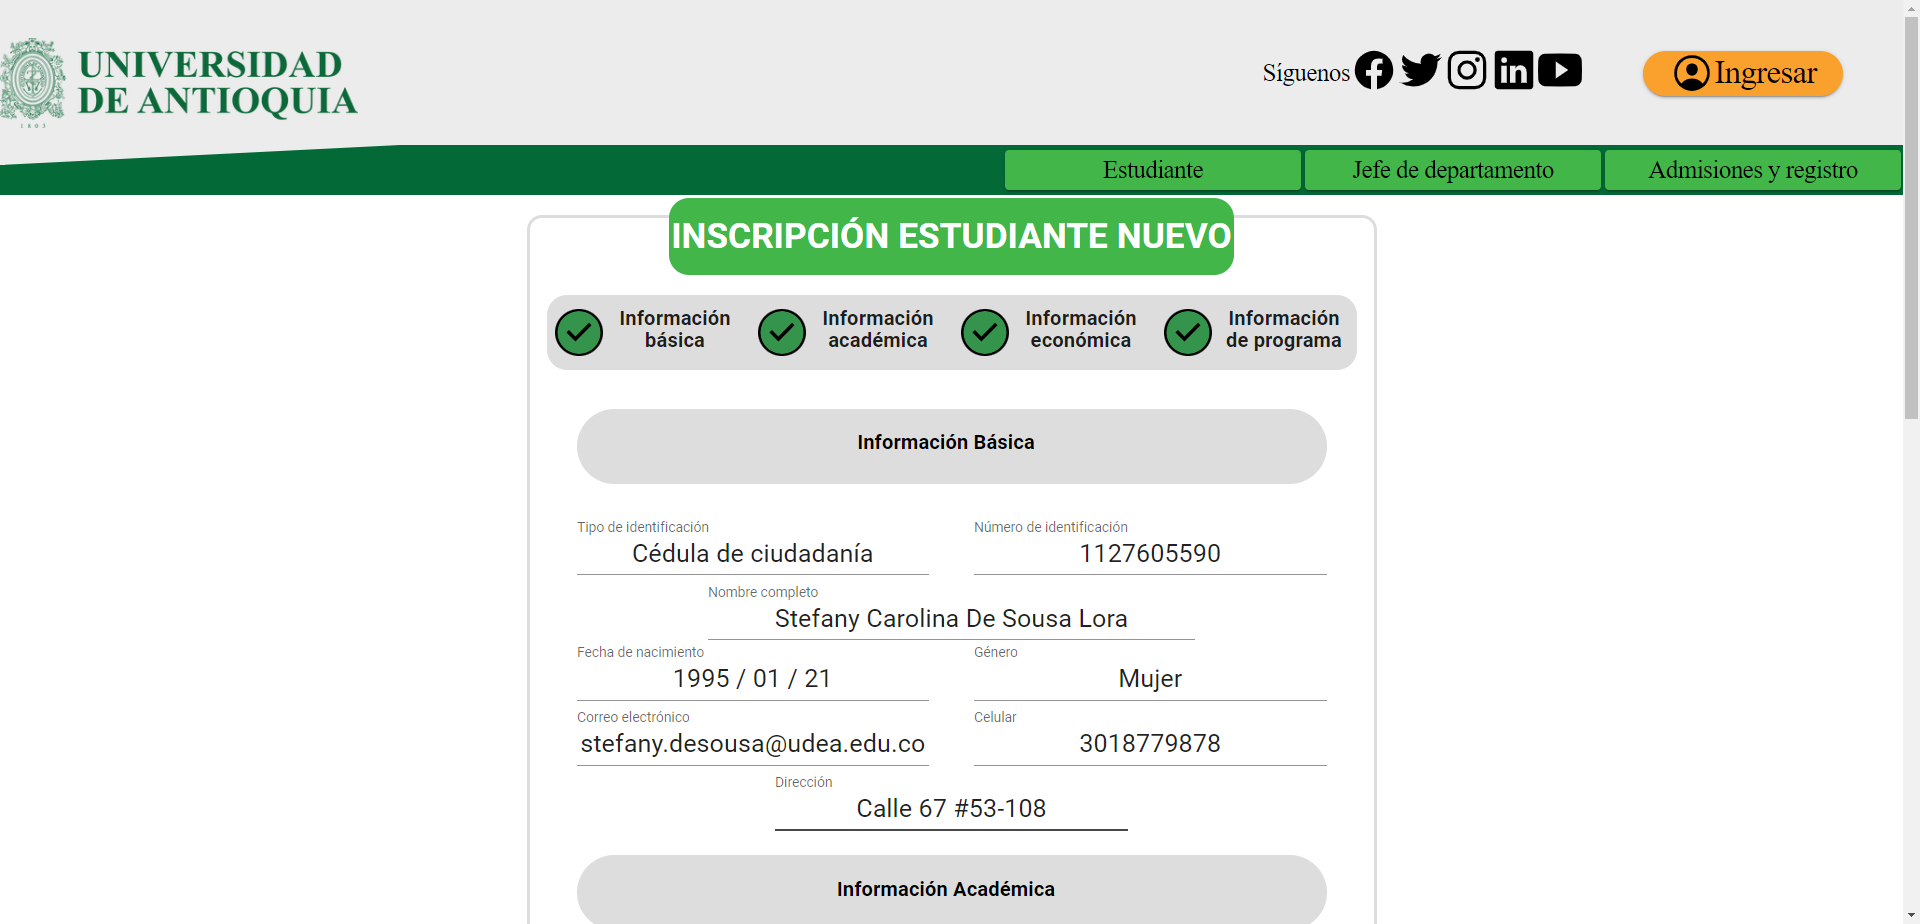 UNIVERSIDAD
DE ANTIOQUIA
1803
Síguenos
Ingresar
Estudiante
Jefe de departamento
Admisiones y registro
INSCRIPCIÓN ESTUDIANTE NUEVO
Información
básica
Información
académica
Información
económica
Información
de programa
Información Básica
Tipo de identificación
Cédula de ciudadanía
Número de identificación
1127605590
Nombre completo
Stefany Carolina De Sousa Lora
Fecha de nacimiento
1995 / 01 / 21
Género
Mujer
Correo electrónico
stefany.desousa@udea.edu.co
Celular
3018779878
Dirección
Calle 67 #53-108
Información Académica